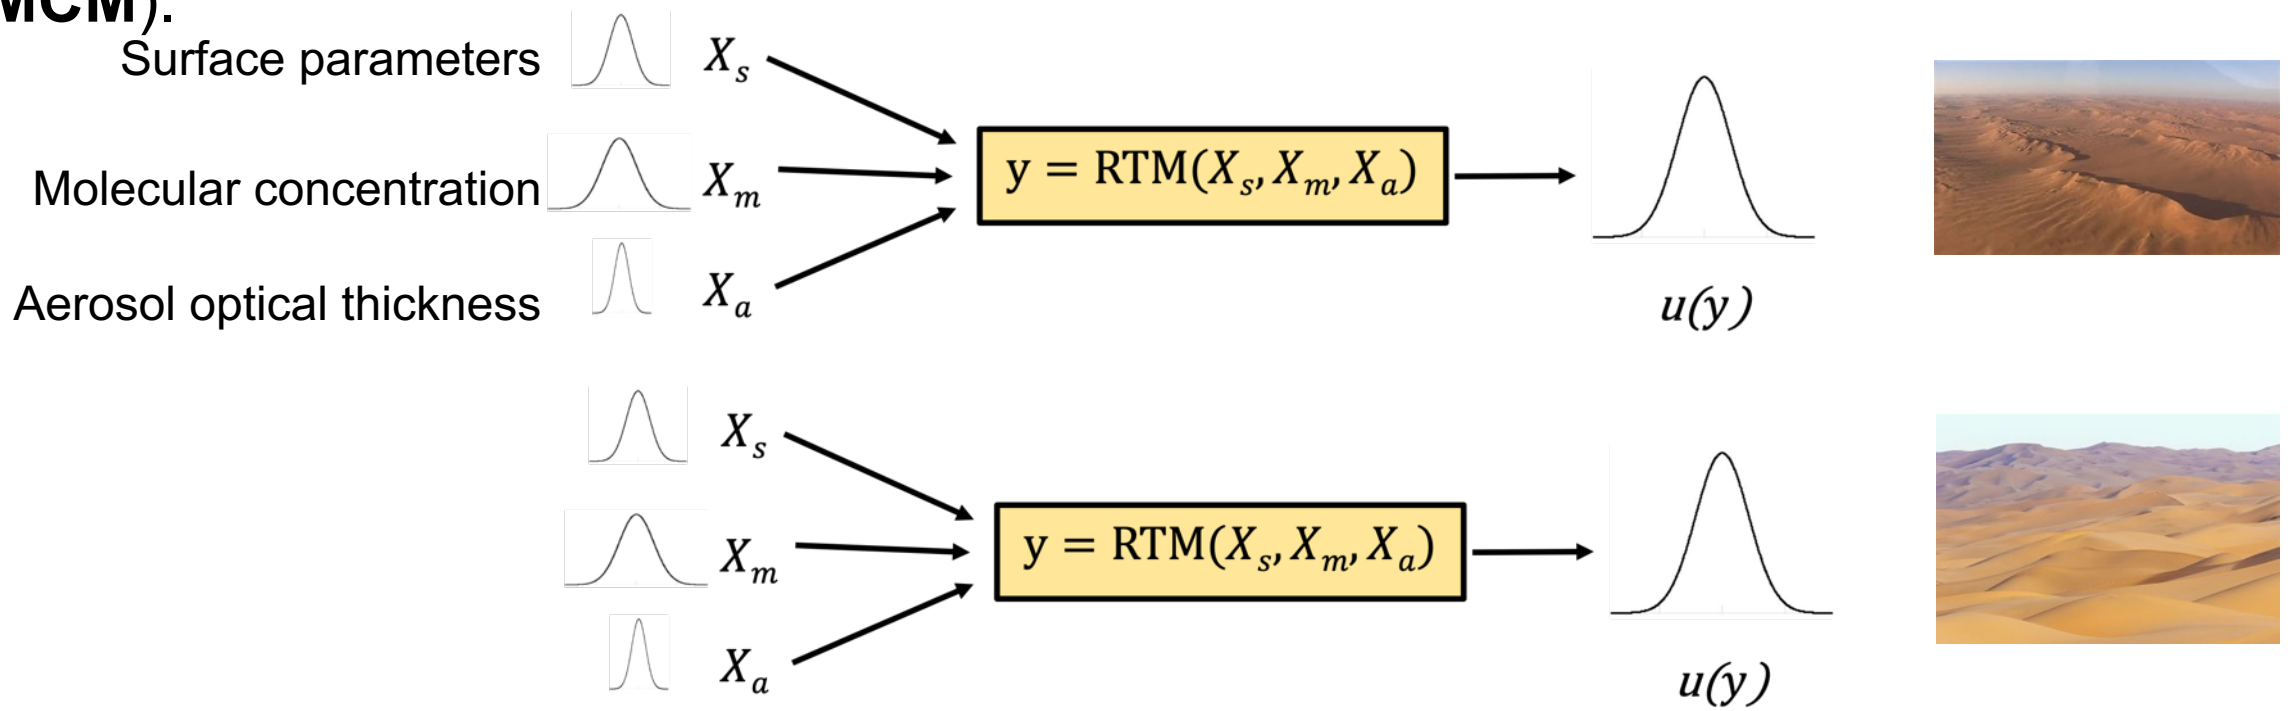 MCM).
Surface parameters X_s
Molecular concentration X_m
y = RTM(X_s, X_m, X_a)
Aerosol optical thickness X_a
u(y)
X_s
X_m
y = RTM(X_s, X_m, X_a)
X_a
u(y)